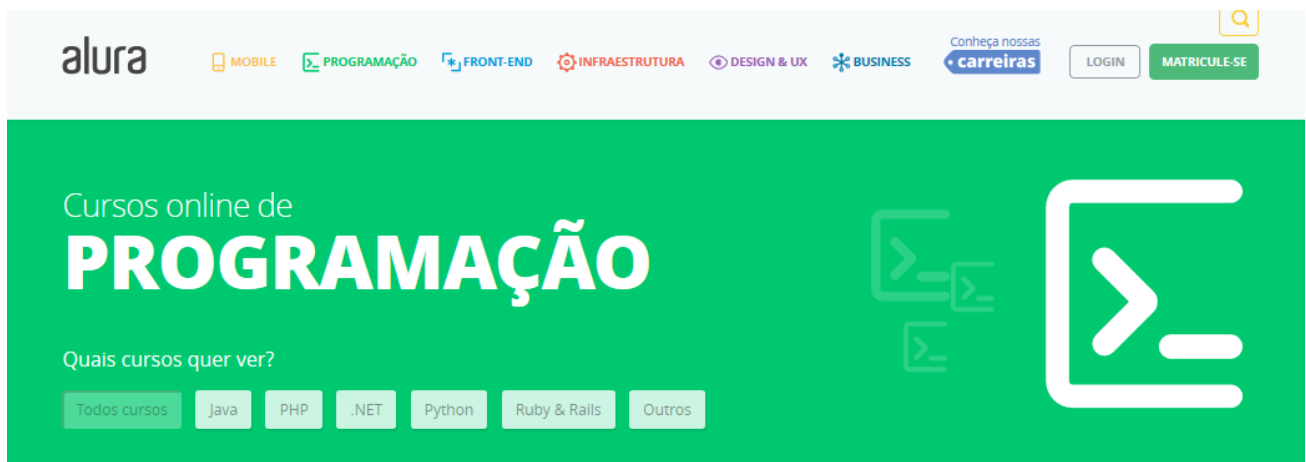 alura
MOBILE PROGRAMAÇÃO FRONT-END INFRAESTRUTURA DESIGN & UX BUSINESS
Conheça nossas
carreiras
LOGIN MATRICULE-SE
Cursos online de
PROGRAMAÇÃO
Quais cursos quer ver?
Todos cursos Java PHP .NET Python Ruby & Rails Outros